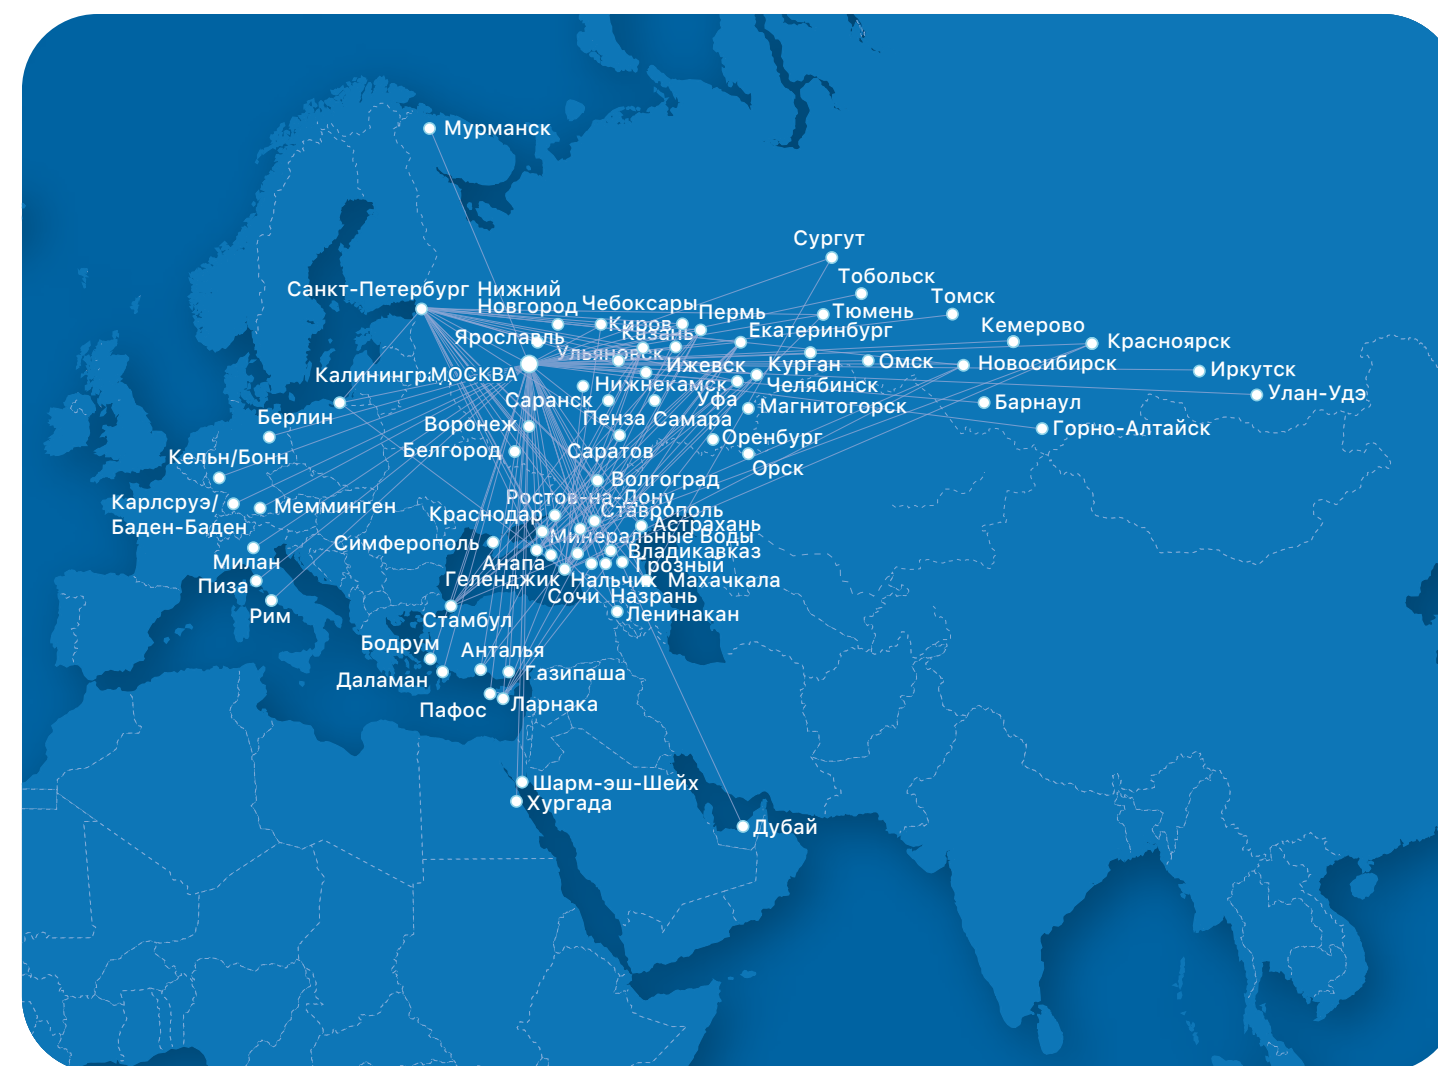 Мурманск
Сургут
Тобольск
Санкт-Петербург
Нижний
Новгород
Чебоксары
Томск
Пермь
Тюмень
Киров
Казань
Екатеринбург
Кемерово
Ярославль
Красноярск
Ульяновск
Ижевск
Курган
Омск
Новосибирск
Иркутск
МОСКВА
Нижнекамск
Челябинск
Улан-Удэ
Саранск
Уфа
Магнитогорск
Барнаул
Берлин
Воронеж
Пенза
Самара
Горно-Алтайск
Оренбург
Белгород
Саратов
Кельн/Бонн
Орск
Волгоград
Карлсруэ/
Баден-Баден
Мемминген
Ростов-на-Дону
Краснодар
Ставрополь
Астрахань
Симферополь
Минеральные Воды
Владикавказ
Милан
Анапа
Грозный
Пиза
Геленджик
Нальчик
Махачкала
Сочи
Назрань
Рим
Стамбул
Ленинакан
Бодрум
Анталья
Даламан
Газипаша
Пафос
Ларнака
Шарм-эш-Шейх
Хургада
Дубай